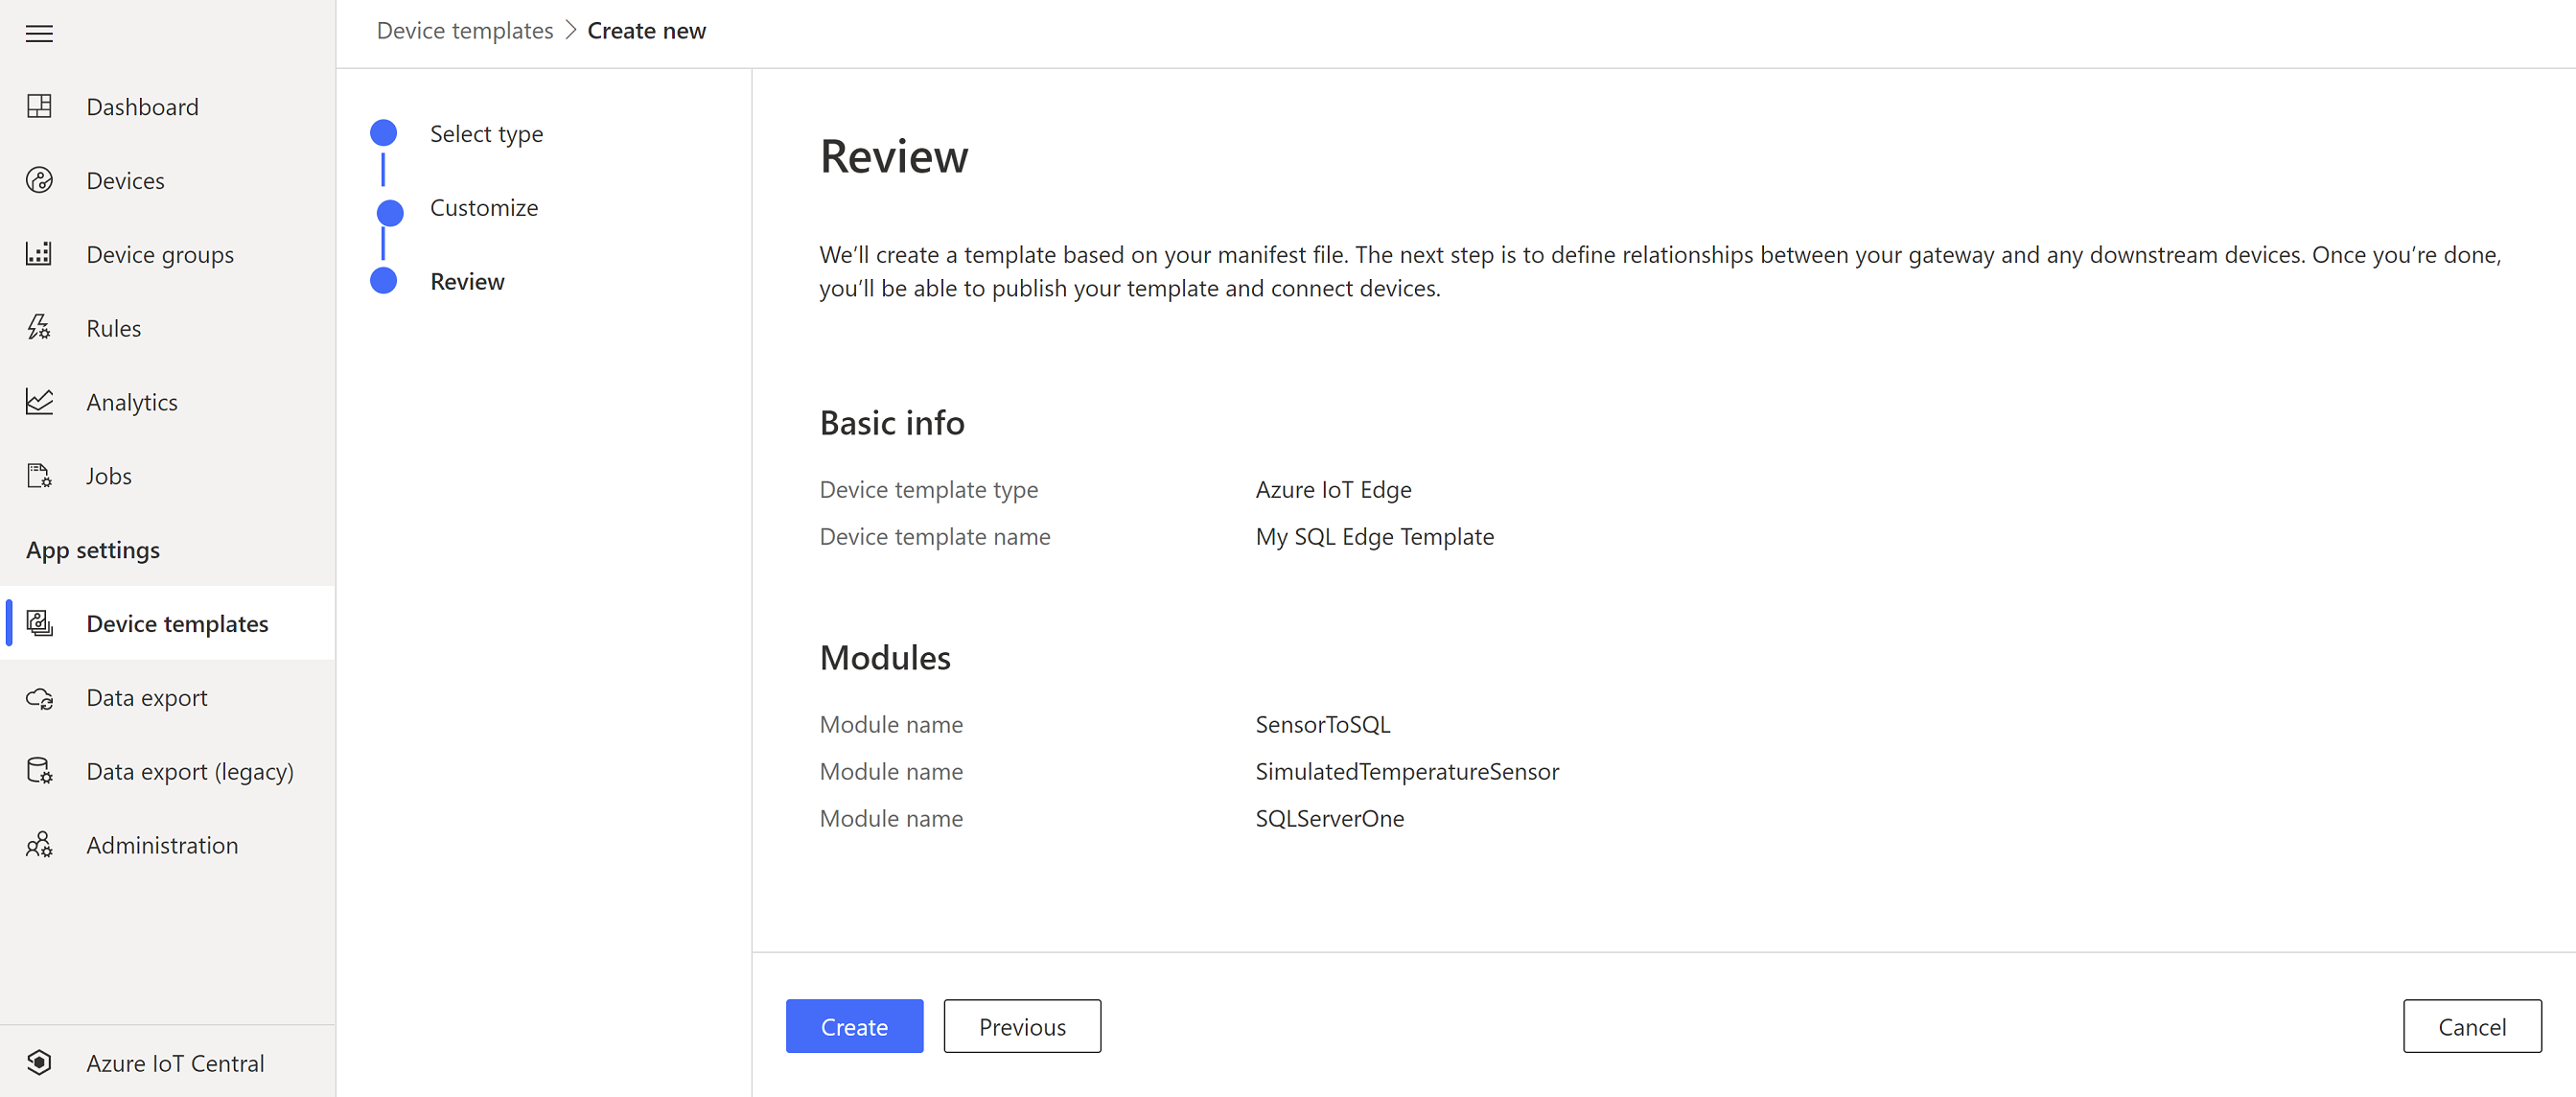 Device templates > Create new
Dashboard
Devices
Device groups
Rules
Analytics
Jobs
App settings
Device templates
Data export
Data export (legacy)
Administration
Azure IoT Central
Select type
Customize
Review
Review
We’ll create a template based on your manifest file. The next step is to define relationships between your gateway and any downstream devices. Once you’re done,
you’ll be able to publish your template and connect devices.
Basic info
Device template type Azure IoT Edge
Device template name My SQL Edge Template
Modules
Module name SensorToSQL
Module name SimulatedTemperatureSensor
Module name SQLServerOne
Create Previous Cancel